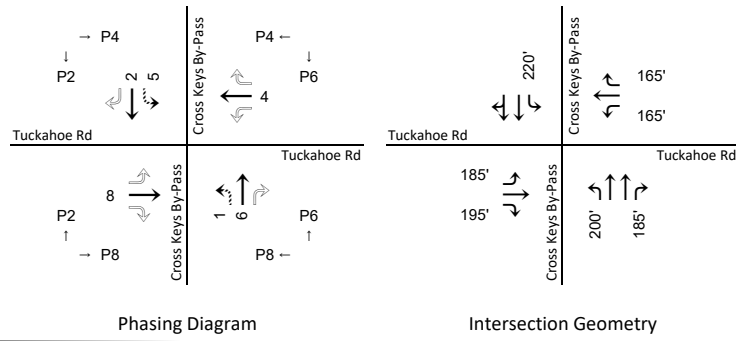 → P4
↓
P2
2
5
Tuckahoe Rd
Cross Keys By-Pass
P4 ←
↓
P6
4
8
P2
↑
→ P8
Cross Keys By-Pass
Tuckahoe Rd
1
6
P6
↑
P8 ←
Phasing Diagram
220'
Tuckahoe Rd
Cross Keys By-Pass
165'
165'
185'
195'
Cross Keys By-Pass
Tuckahoe Rd
200'
185'
Intersection Geometry